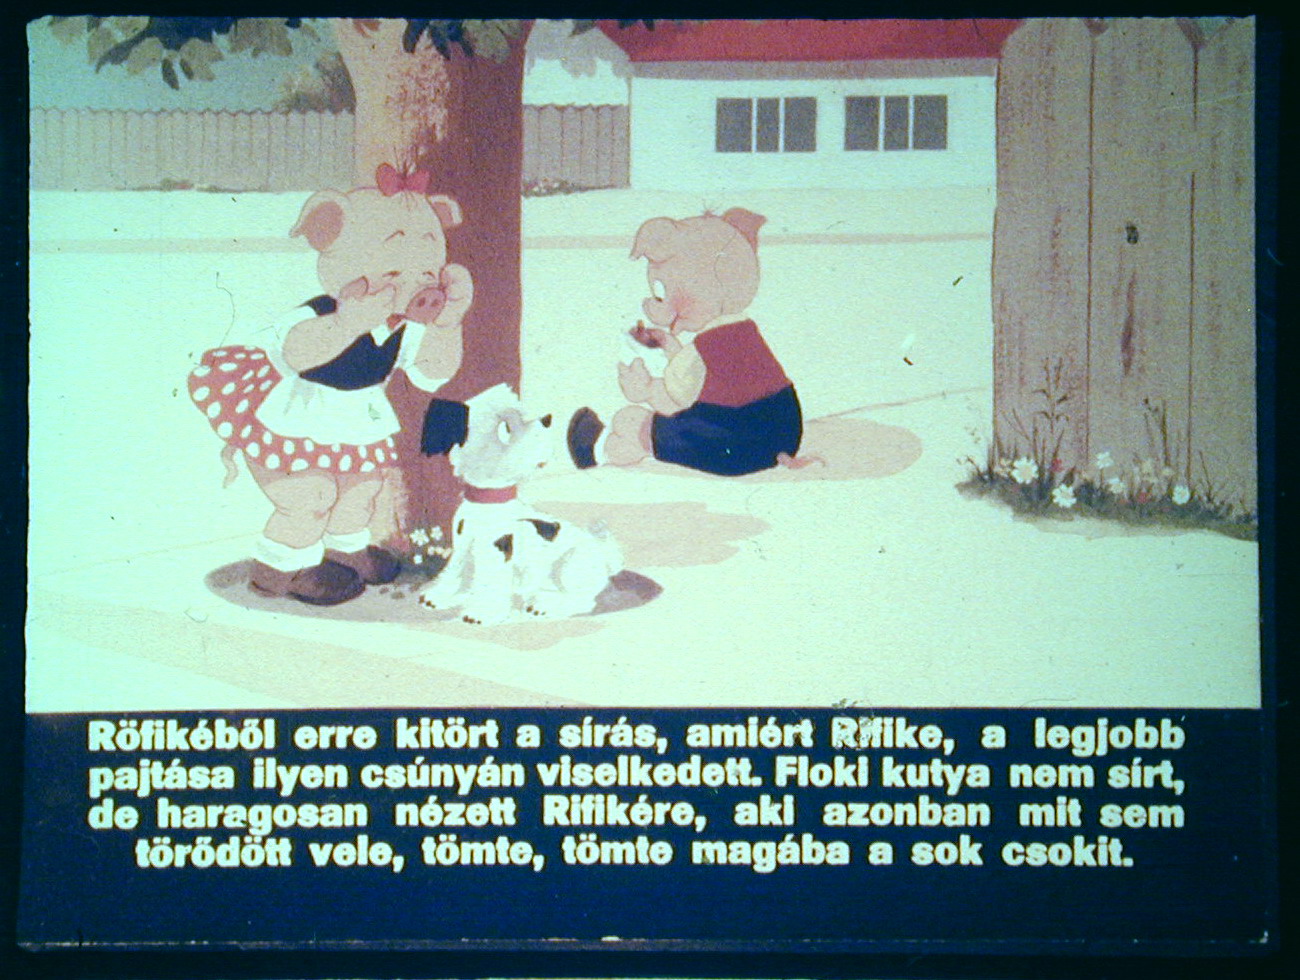 Röfikéből erre kitört a sírás, amiért Rifike, a legjobb
pajtása ilyen csúnyán viselkedett. Floki kutya nem sírt,
de haragosan nézett Rifikére, aki azonban mit sem
törődött vele, tömte, tömte magába a sok csokit.